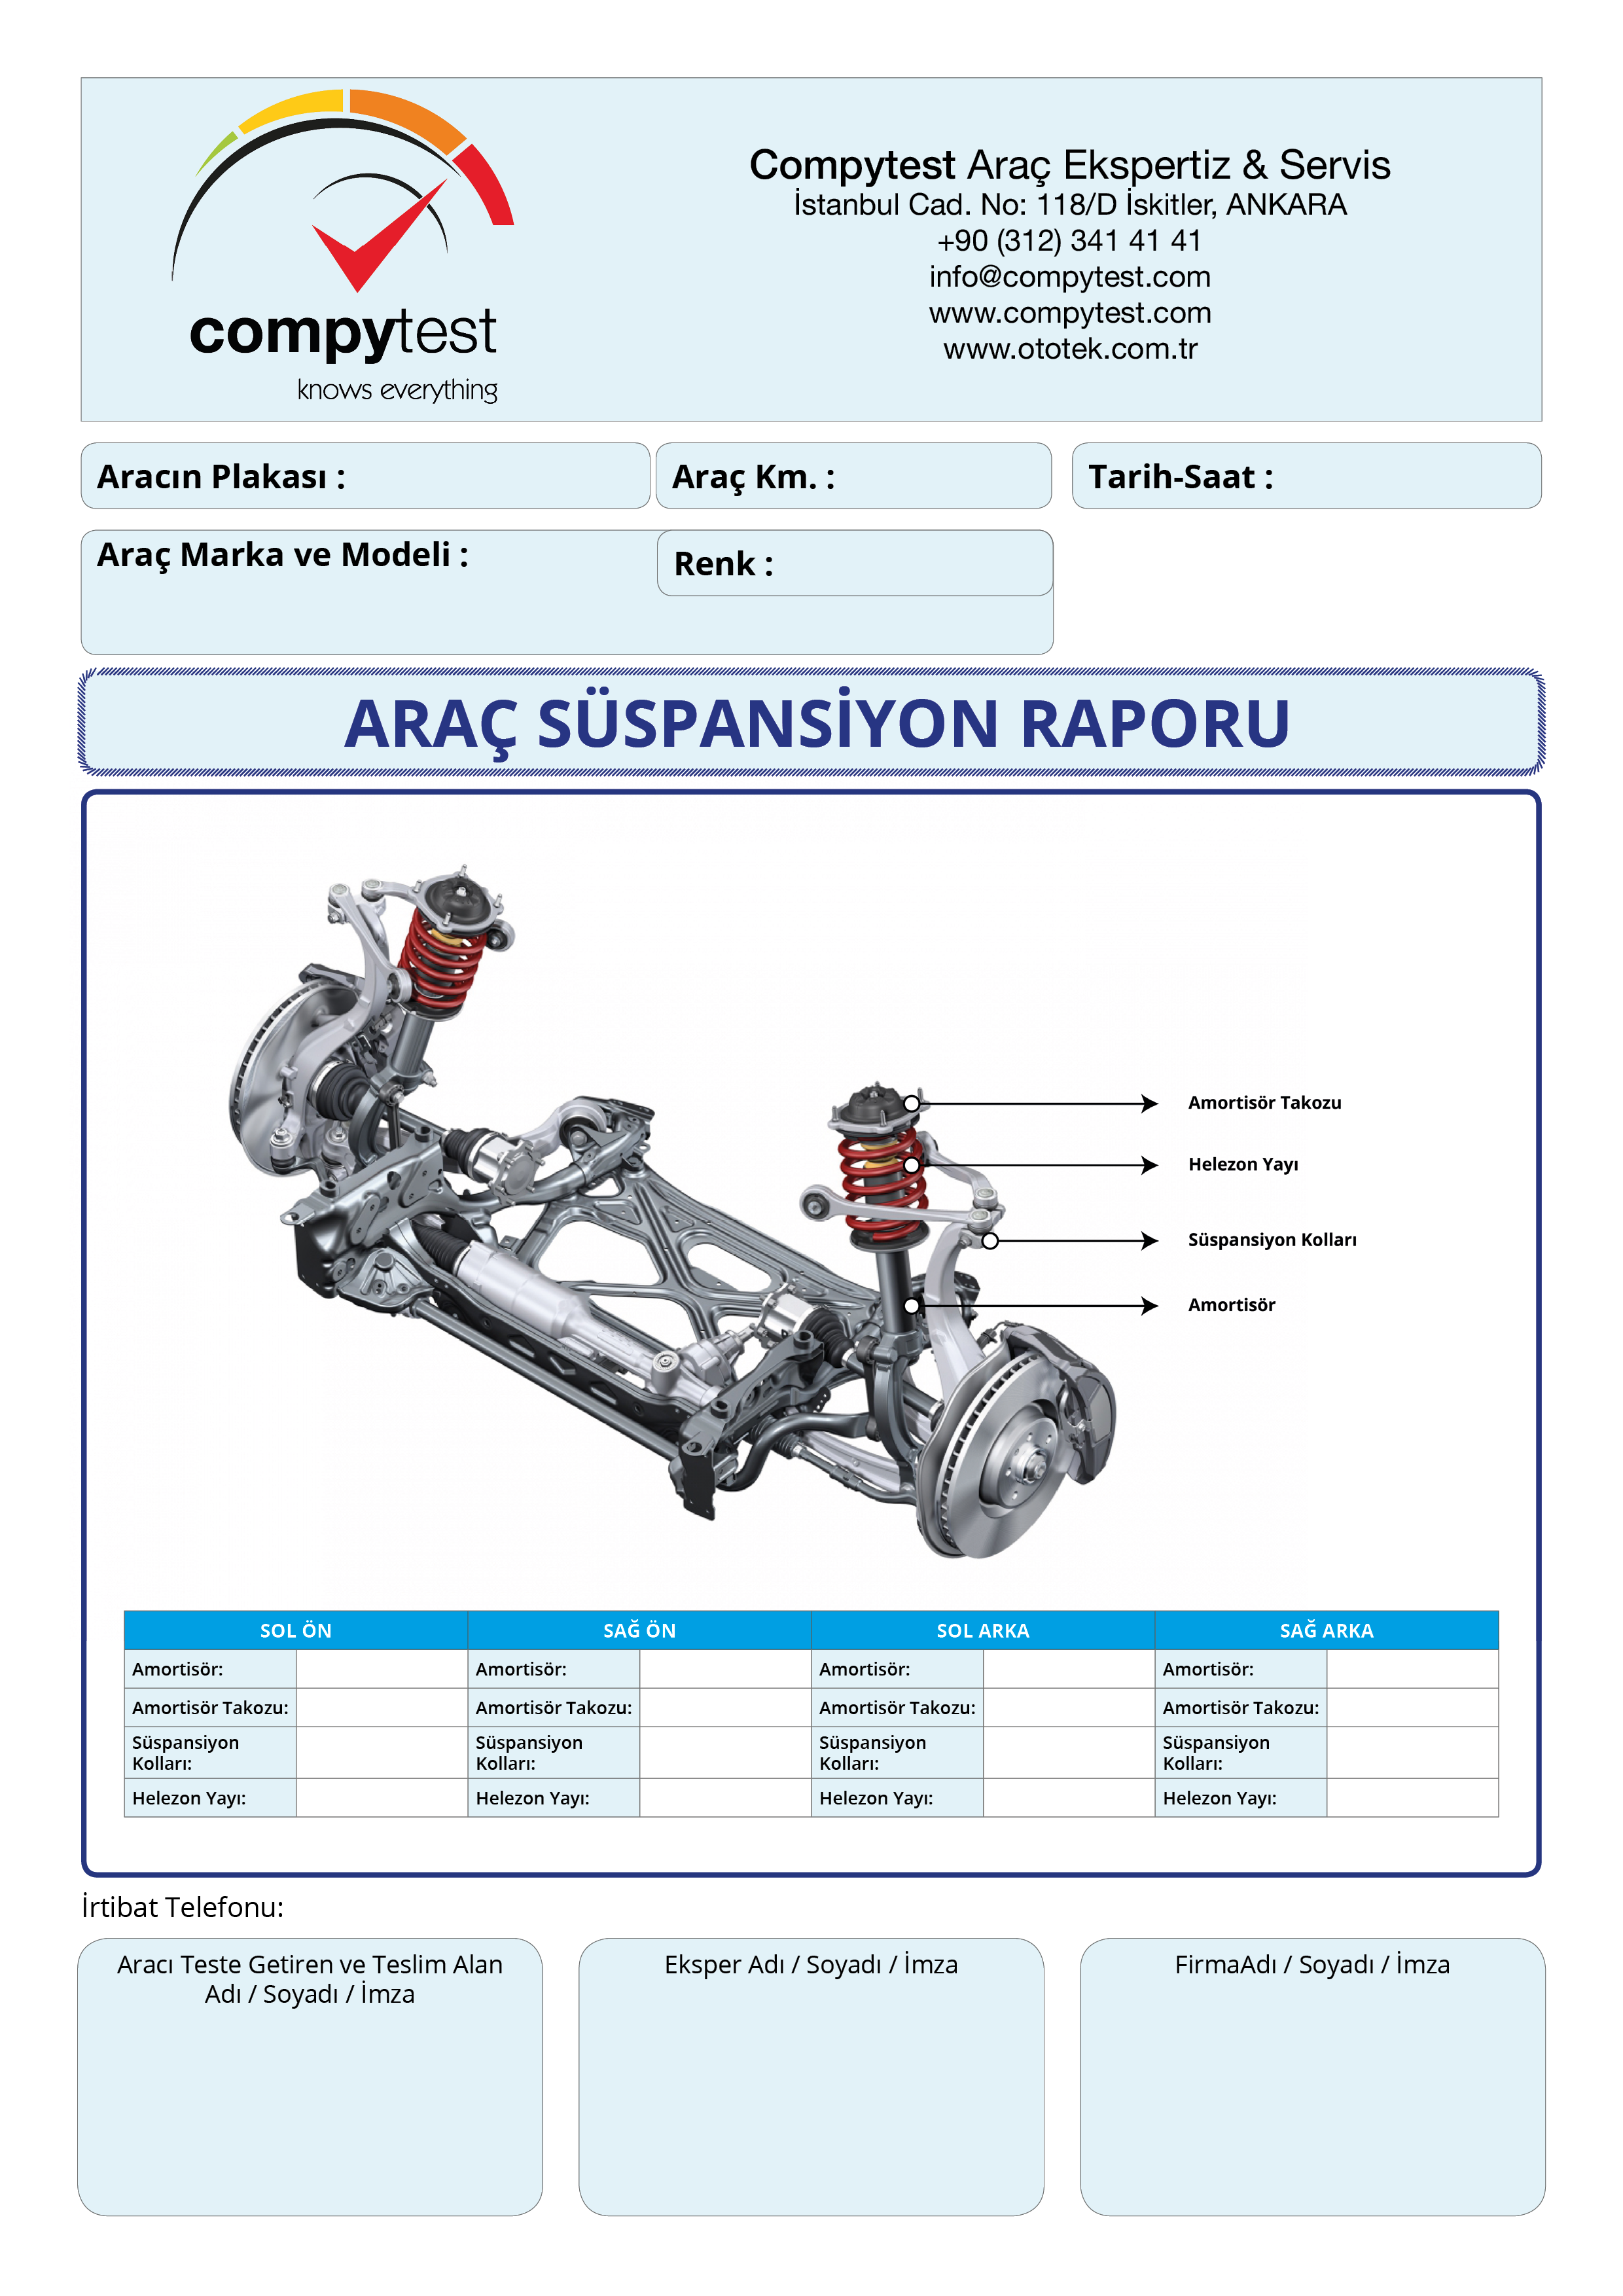 compytest
knows everything
Compytest Araç Ekspertiz & Servis
İstanbul Cad. No: 118/D İskitler, ANKARA
+90 (312) 341 41 41
info@compytest.com
www.compytest.com
www.ototek.com.tr
Aracın Plakası :
Araç Km. :
Tarih-Saat :
Araç Marka ve Modeli :
Renk :
ARAÇ SÜSPANSİYON RAPORU
Amortisör Takozu
Helezon Yayı
Süspansiyon Kolları
Amortisör
SOL ÖN SAĞ ÖN SOL ARKA SAĞ ARKA
Amortisör: Amortisör: Amortisör: Amortisör:
Amortisör Takozu: Amortisör Takozu: Amortisör Takozu: Amortisör Takozu:
Süspansiyon Süspansiyon Süspansiyon Süspansiyon
Kolları: Kolları: Kolları: Kolları:
Helezon Yayı: Helezon Yayı: Helezon Yayı: Helezon Yayı:
İrtibat Telefonu:
Aracı Teste Getiren ve Teslim Alan
Adı / Soyadı / İmza
Eksper Adı / Soyadı / İmza
FirmaAdı / Soyadı / İmza